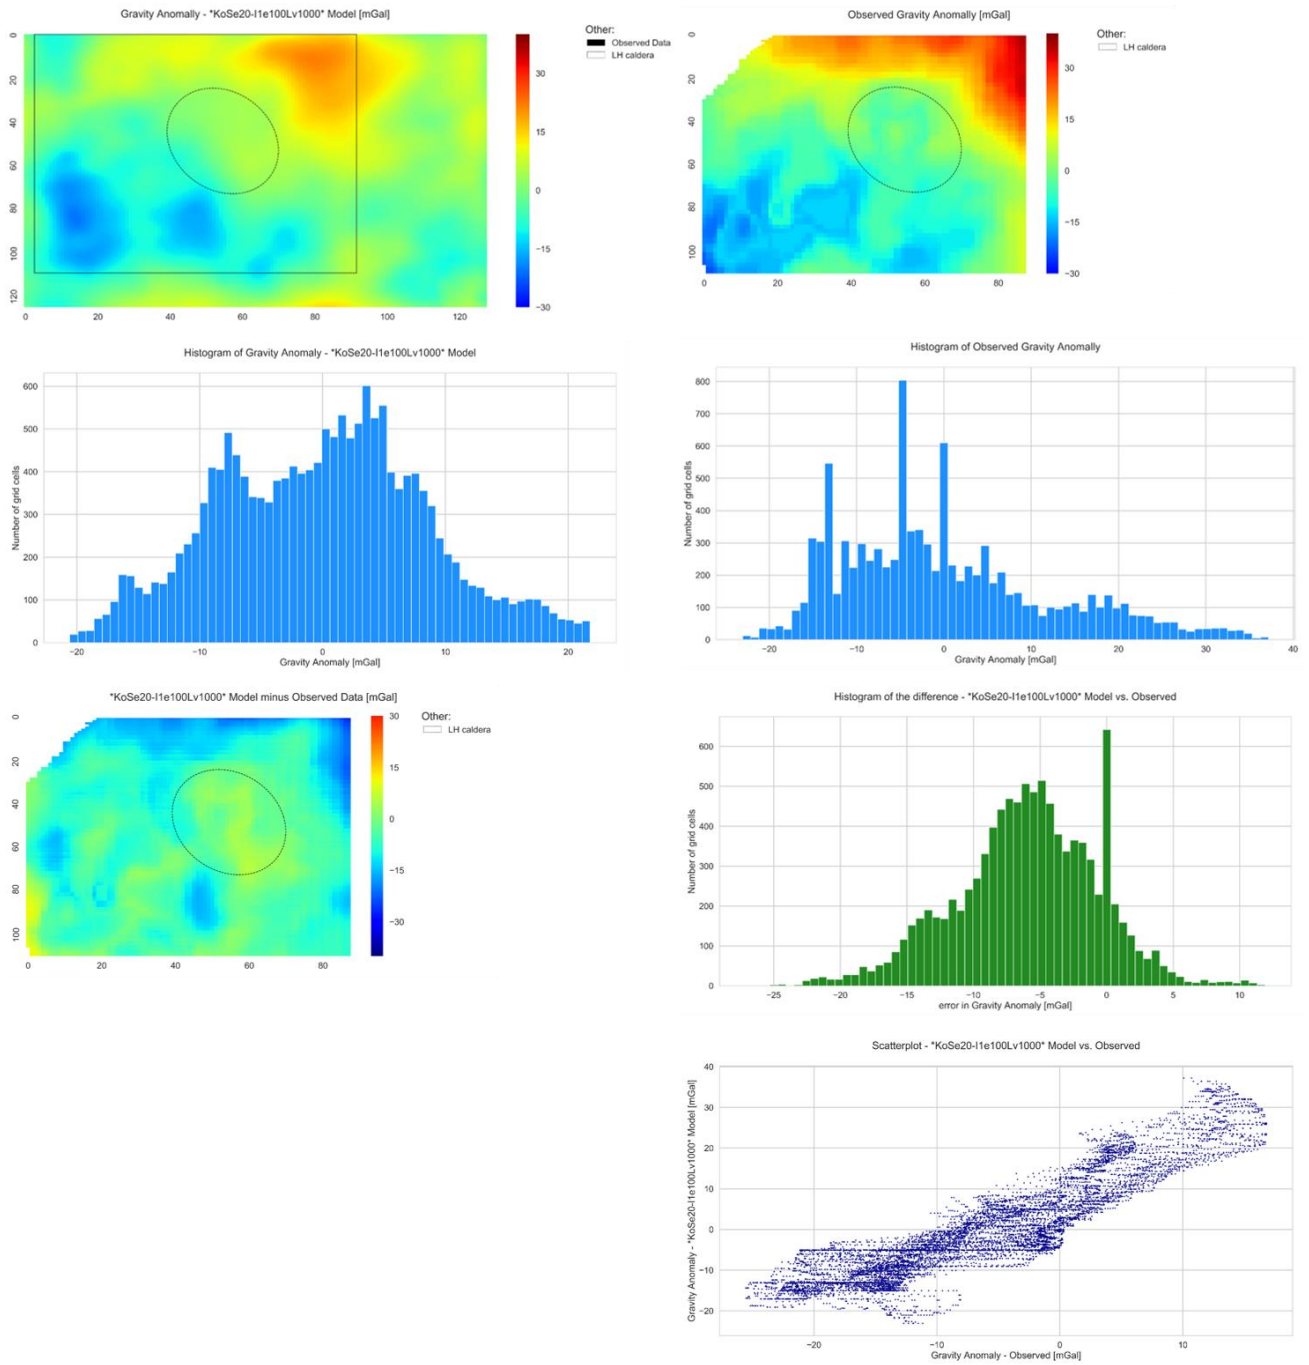 Gravity Anomaly - *KoSe20-I1e100Lv1000* Model [mGal]
0
20
40
60
80
100
120
0 20 40 60 80 100 120
30
15
0
−15
−30
Other:
Observed Data
LH caldera
Observed Gravity Anomaly [mGal]
0
20
40
60
80
100
0 20 40 60 80
30
15
0
−15
−30
Other:
LH caldera
Histogram of Gravity Anomaly - *KoSe20-I1e100Lv1000* Model
Number of grid cells
600
500
400
300
200
100
0
−20 −10 0 10 20
Gravity Anomaly [mGal]
Histogram of Observed Gravity Anomally
Number of grid cells
800
700
600
500
400
300
200
100
0
−20 −10 0 10 20 30 40
Gravity Anomaly [mGal]
*KoSe20-I1e100Lv1000* Model minus Observed Data [mGal]
0
20
40
60
80
100
0 20 40 60 80
30
15
0
−15
−30
Other:
LH caldera
Histogram of the difference - *KoSe20-I1e100Lv1000* Model vs. Observed
Number of grid cells
600
500
400
300
200
100
0
−25 −20 −15 −10 −5 0 5 10
error in Gravity Anomaly [mGal]
Scatterplot - *KoSe20-I1e100Lv1000* Model vs. Observed
Gravity Anomaly - *KoSe20-I1e100Lv1000* Model [mGal]
40
30
20
10
0
−10
−20
−20 −10 0 10
Gravity Anomaly - Observed [mGal]